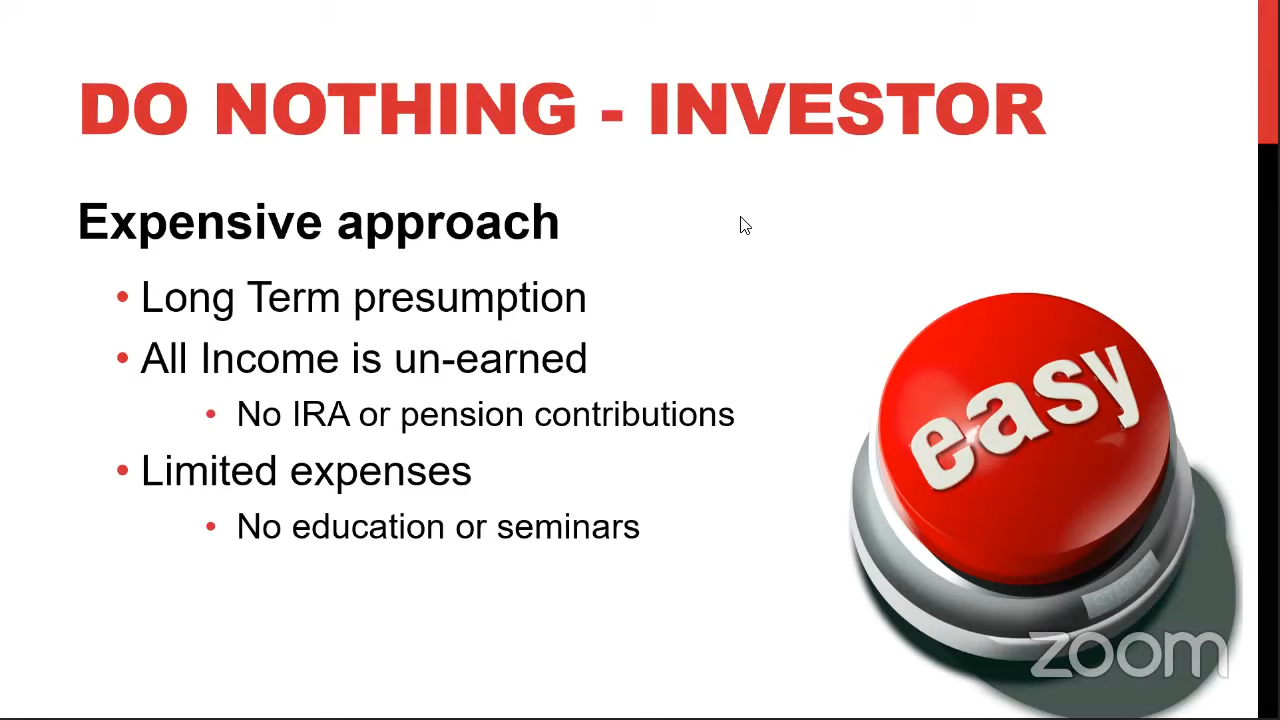 DO NOTHING - INVESTOR
Expensive approach
• Long Term presumption
• All Income is un-earned
• No IRA or pension contributions
• Limited expenses
• No education or seminars
easy
zoom